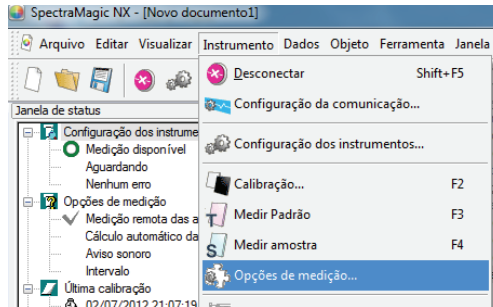 SpectraMagic NX - [Novo documento1]
Arquivo Editar Visualizar Instrumento Dados Objeto Ferramenta Janela
Desconectar Shift+F5
Configuração da comunicação...
Configuração dos instrumentos...
Calibração... F2
Medir Padrão F3
Medir amostra F4
Opções de medição...
Janela de status
Configuração dos instrume
Medição disponível
Aguardando
Nenhum erro
Opções de medição
Medição remota das a
Cálculo automático da
Aviso sonoro
Intervalo
Última calibração
02/07/2012 21:07:19